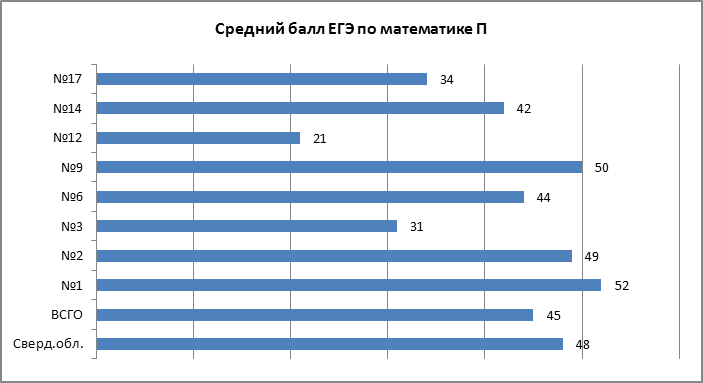 Средний балл ЕГЭ по математике П
№17 34
№14 42
№12 21
№9 50
№6 44
№3 31
№2 49
№1 52
ВСГО 45
Сверд.обл. 48